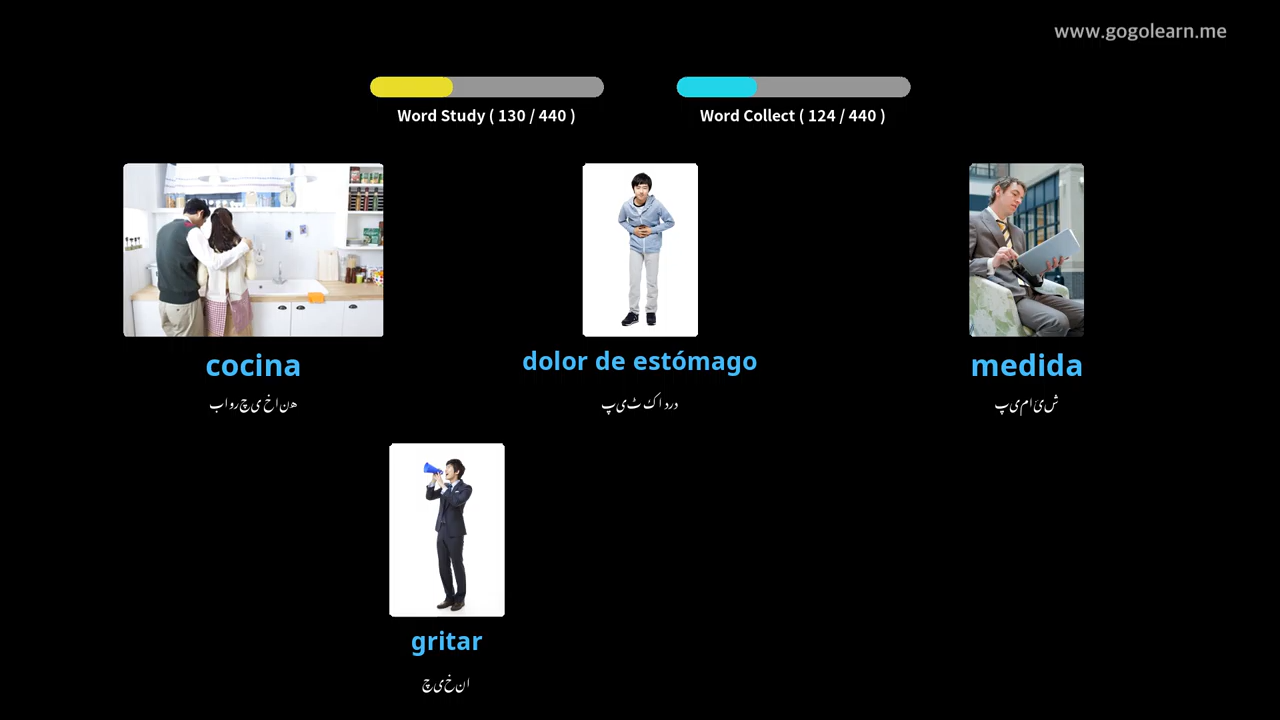 www.gogolearn.me
Word Study ( 130 / 440 )
Word Collect ( 124 / 440 )
cocina
باورچی خانہ
dolor de estómago
پیٹ کا درد
medida
پیمائش
gritar
چیخنا